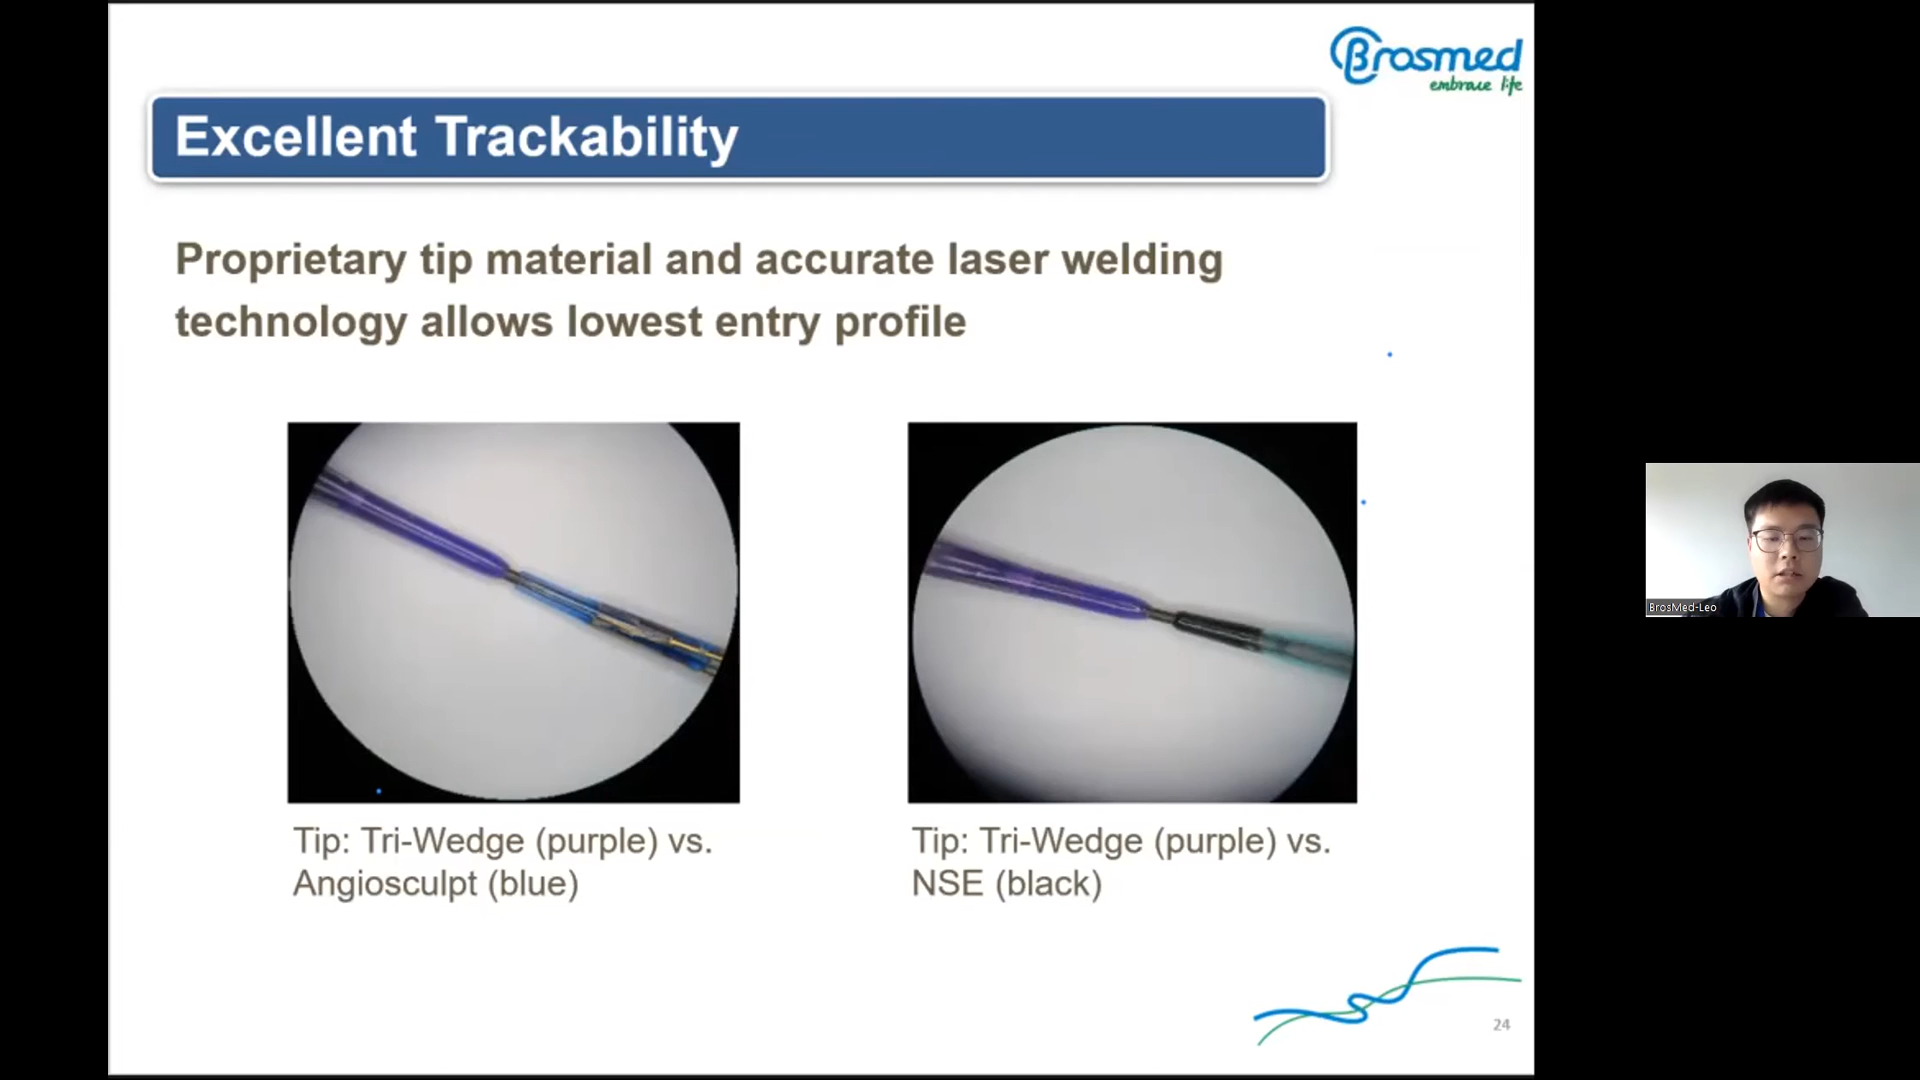 Brosmed
embrace life
Excellent Trackability
Proprietary tip material and accurate laser welding
technology allows lowest entry profile
Tip: Tri-Wedge (purple) vs.
Angiosculpt (blue)
Tip: Tri-Wedge (purple) vs.
NSE (black)
BrosMed-Leo
24